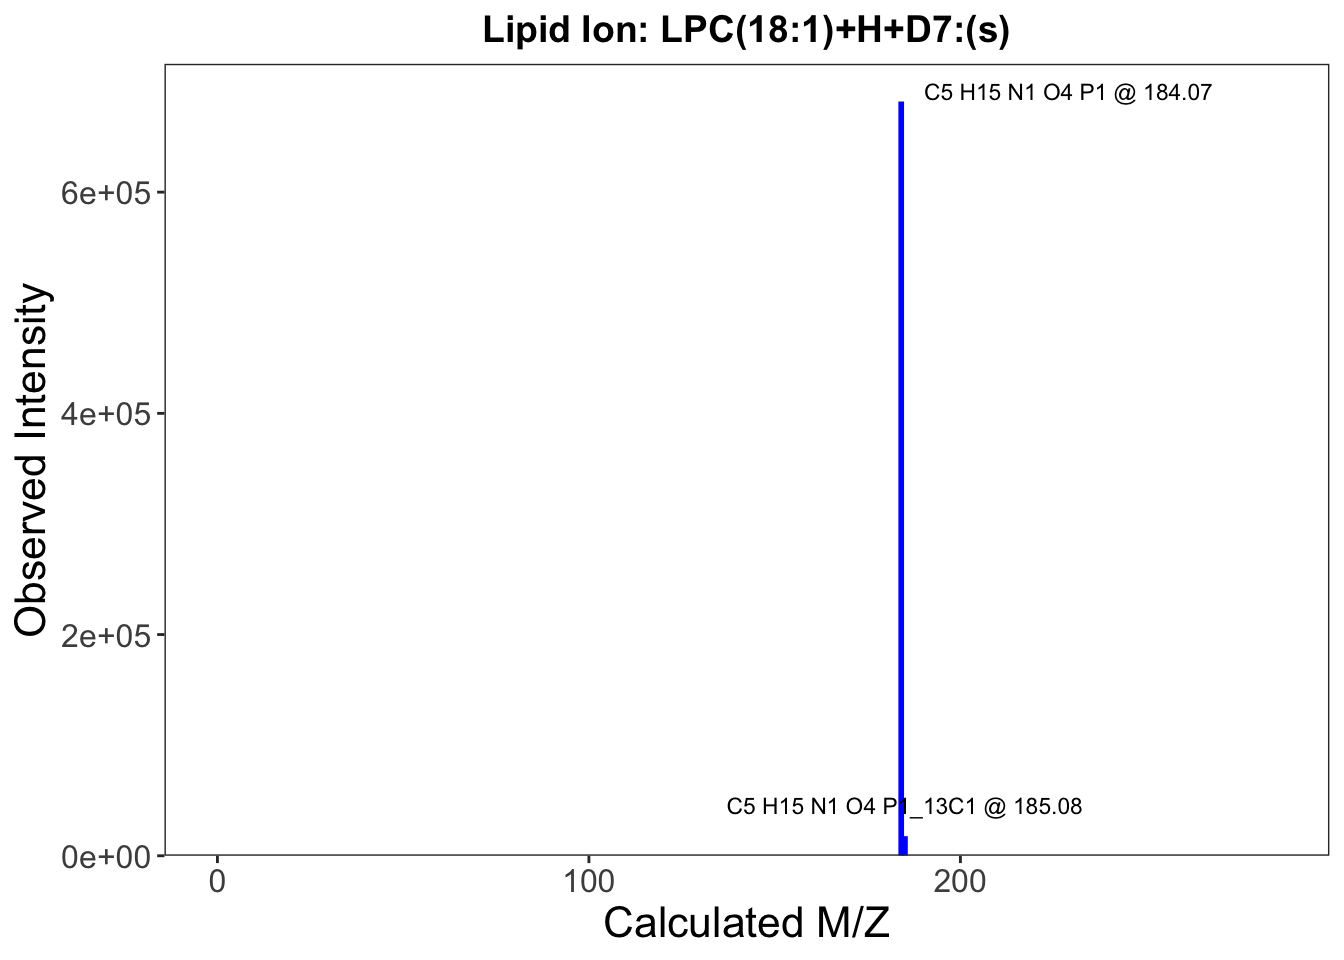 Lipid Ion: LPC(18:1)+H+D7:(s)
C5 H15 N1 O4 P1 @ 184.07
6e+05
4e+05
Observed Intensity
2e+05
C5 H15 N1 O4 P1_13C1 @ 185.08
0e+00
0 100 200
Calculated M/Z